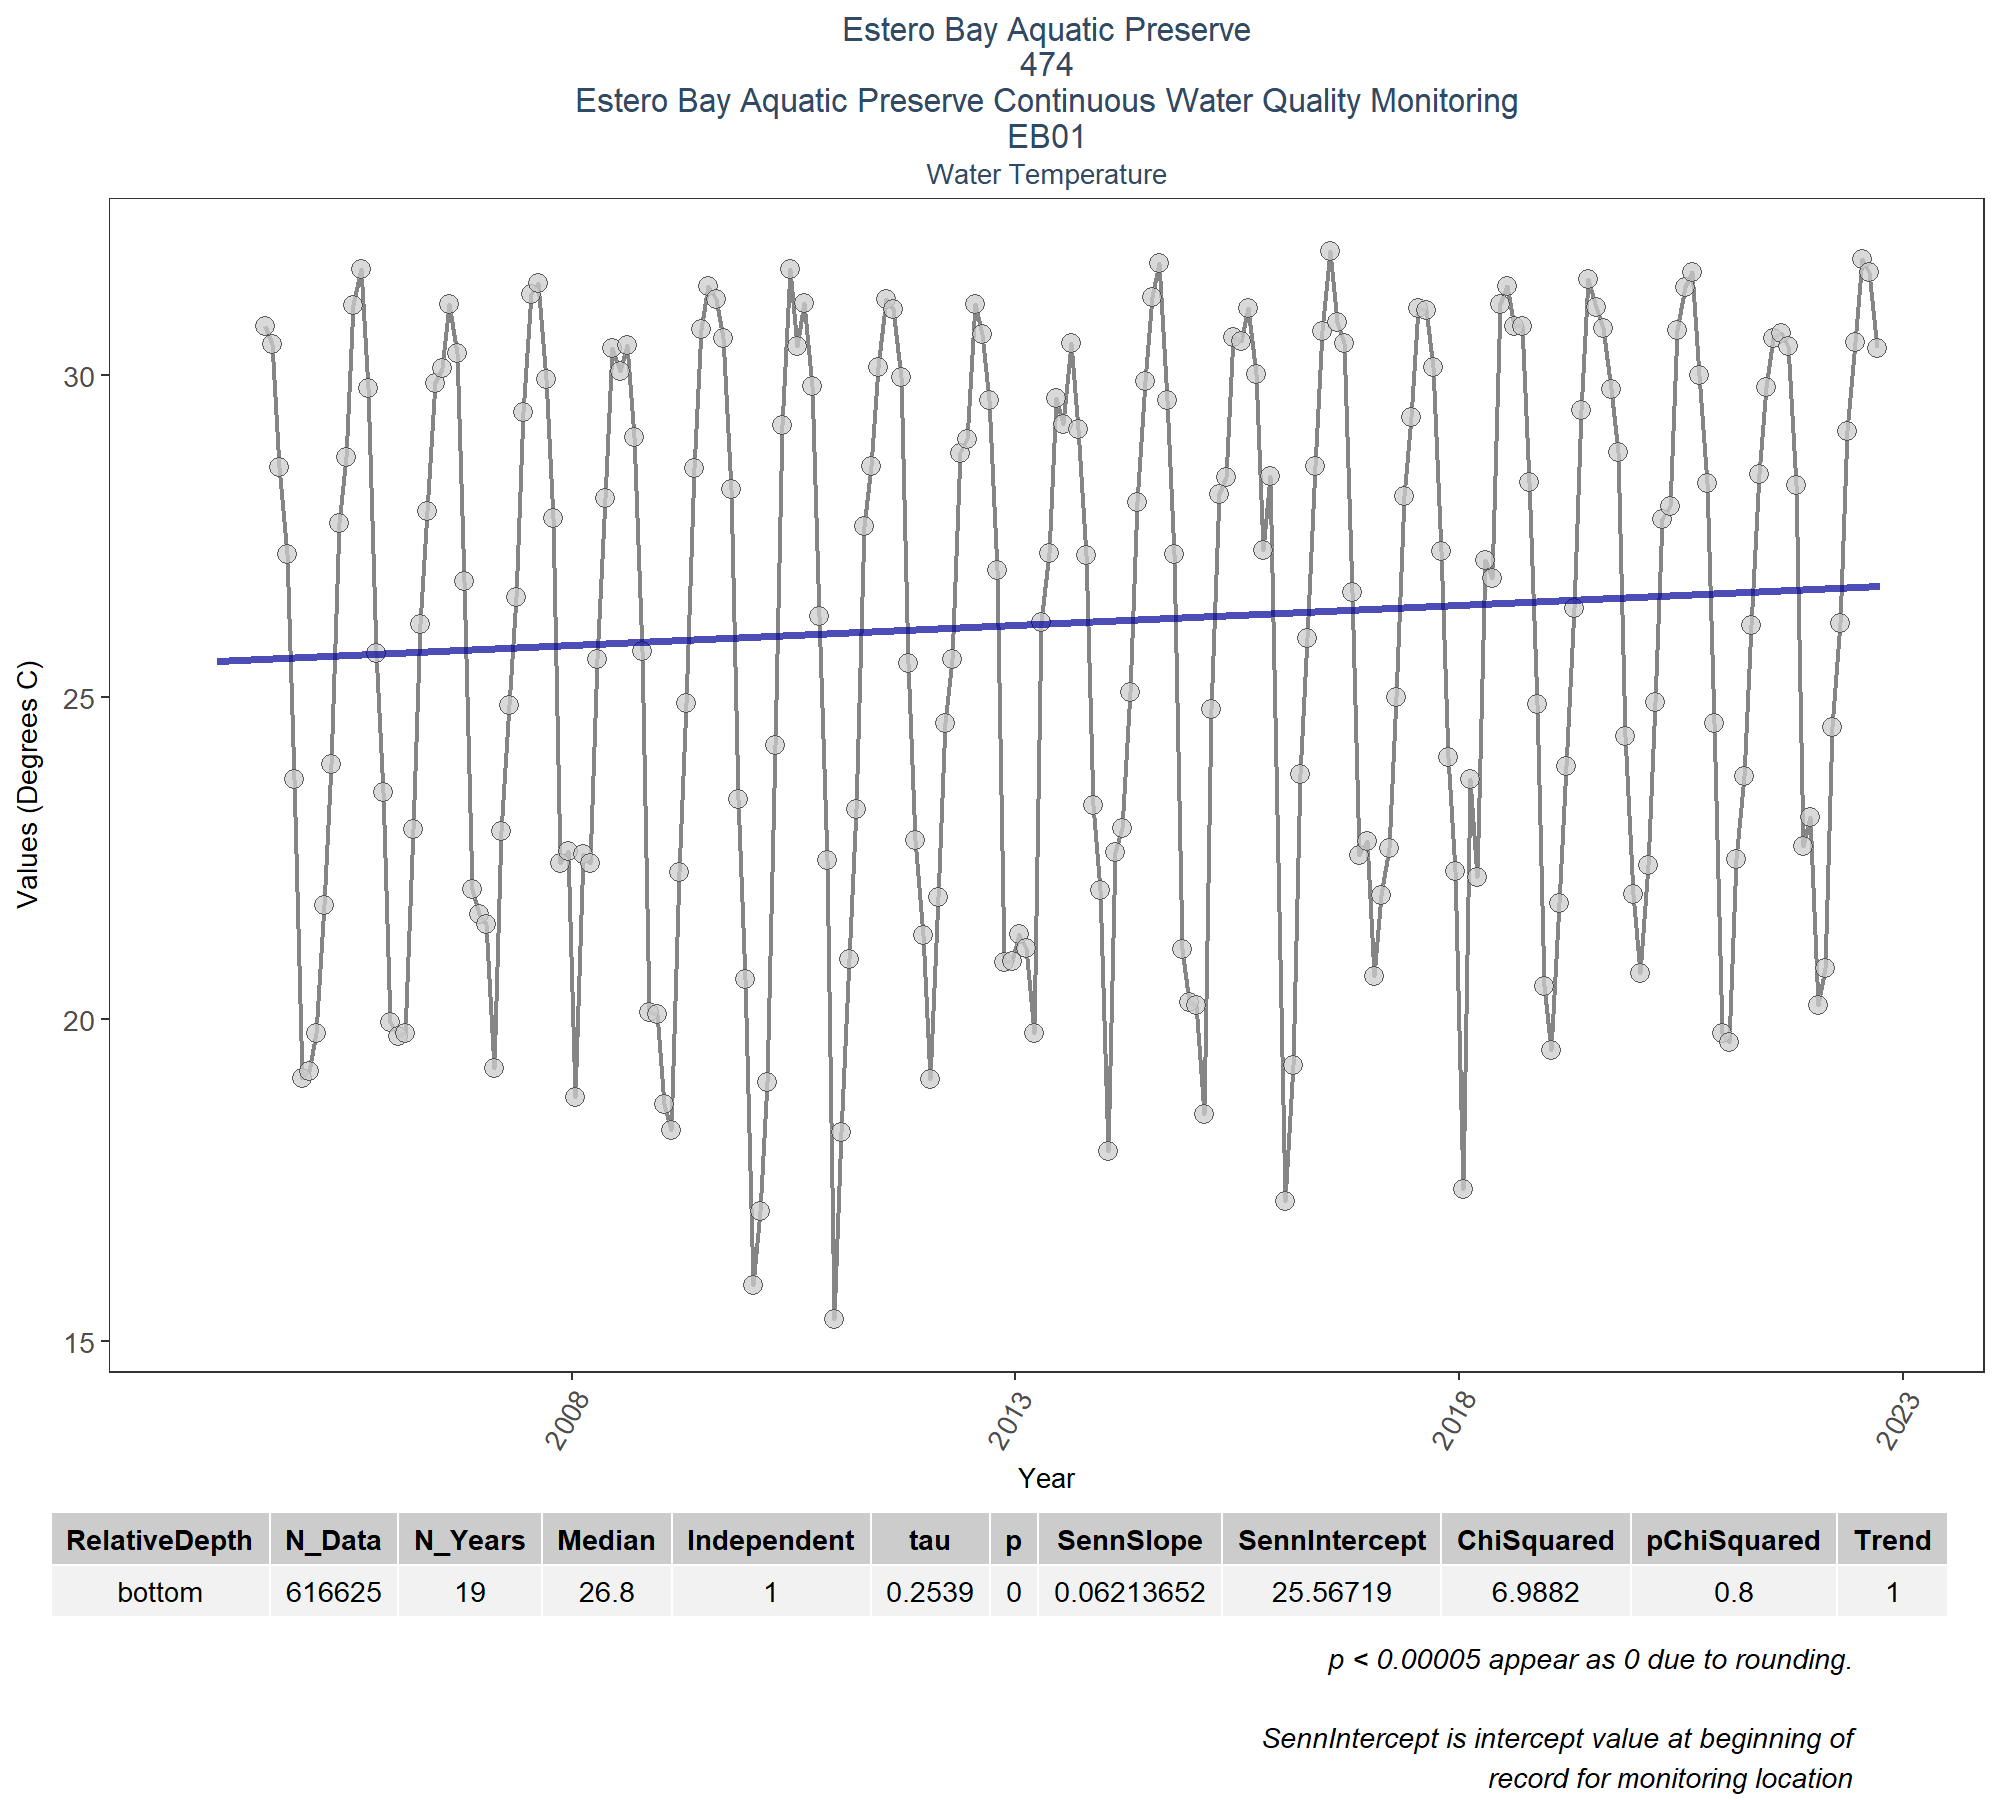 Estero Bay Aquatic Preserve
474
Estero Bay Aquatic Preserve Continuous Water Quality Monitoring
EB01
Water Temperature
Values (Degrees C)
30
25
20
15
2008
2013
2018
2023
Year
RelativeDepth N_Data N_Years Median Independent tau p SennSlope SennIntercept ChiSquared pChiSquared Trend
bottom 616625 19 26.8 1 0.2539 0 0.06213652 25.56719 6.9882 0.8 1
p < 0.00005 appear as 0 due to rounding.
SennIntercept is intercept value at beginning of
record for monitoring location